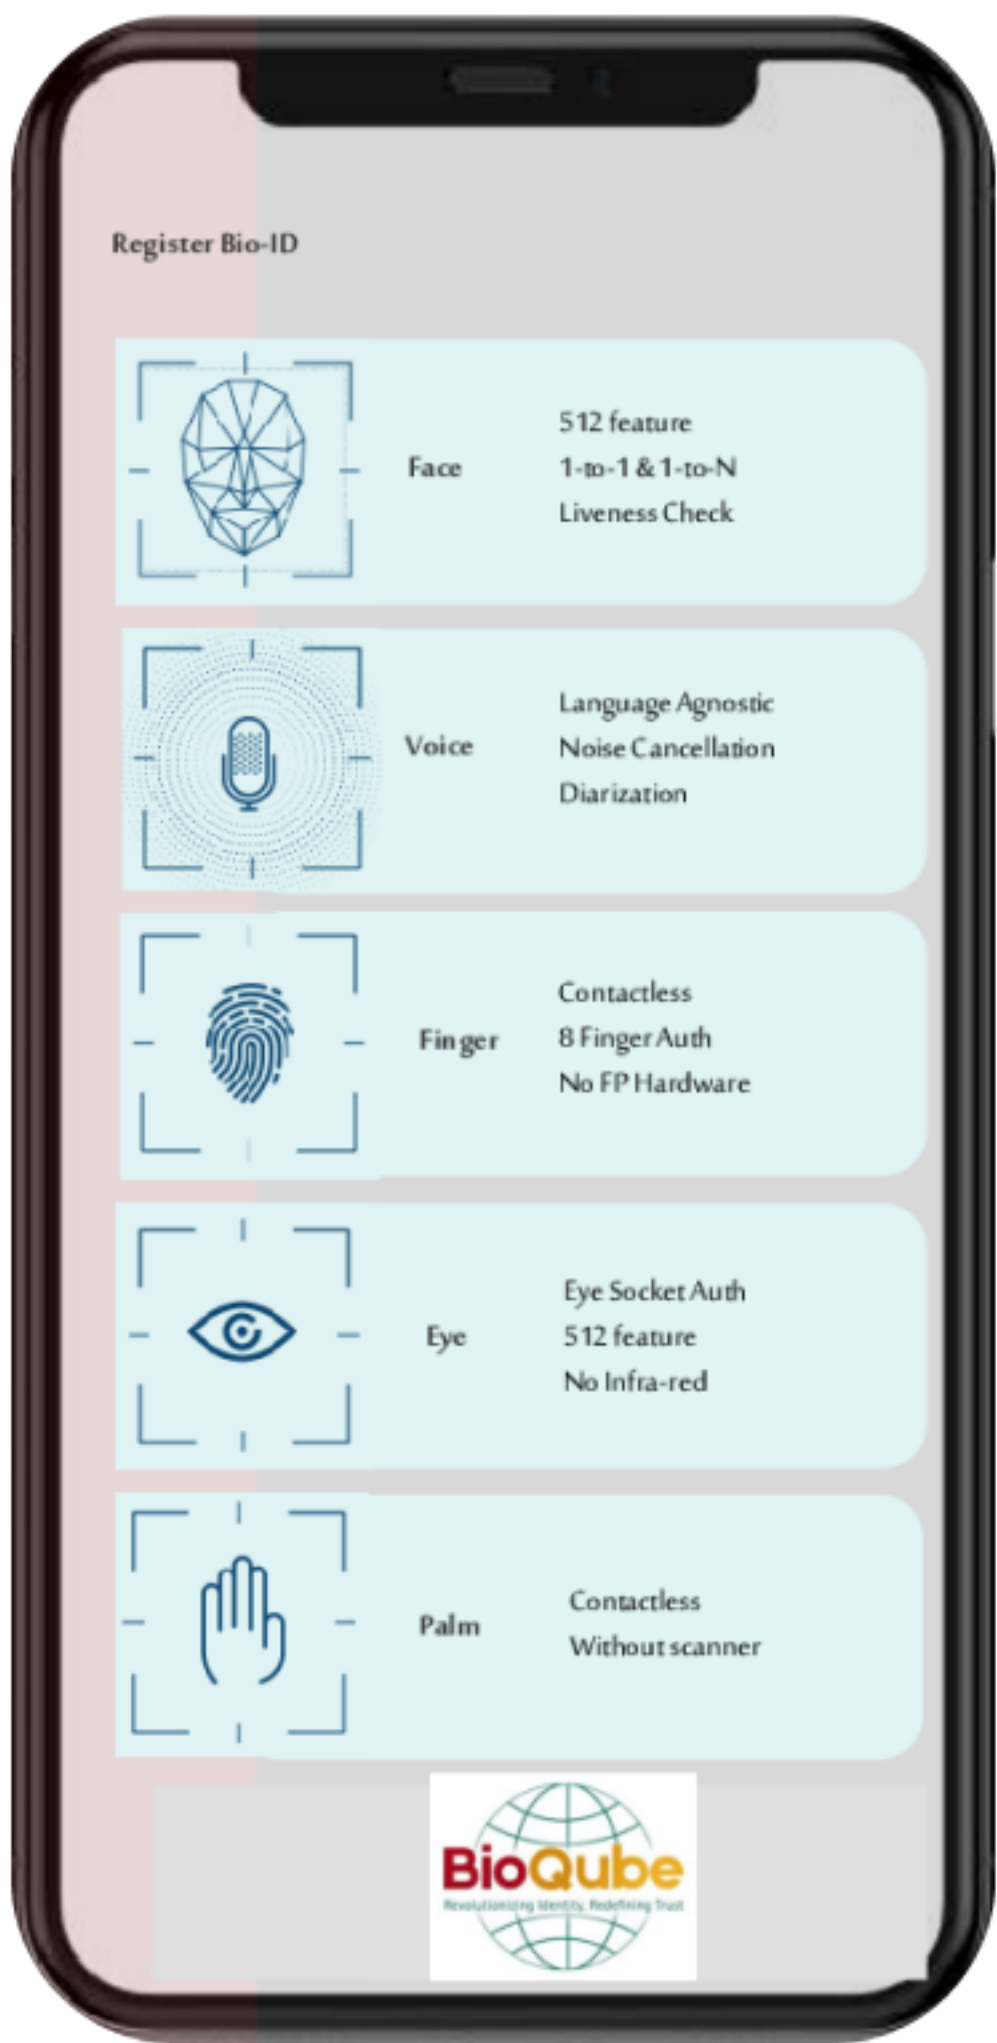 Register Bio-ID
Face
512 feature
1-to-1 & 1-to-N
Liveness Check
Voice
Language Agnostic
Noise Cancellation
Diarization
Finger
Contactless
8 Finger Auth
No FP Hardware
Eye
Eye Socket Auth
512 feature
No Infra-red
Palm
Contactless
Without scanner
BioQube
Revolutionizing Identity, Redefining Trust